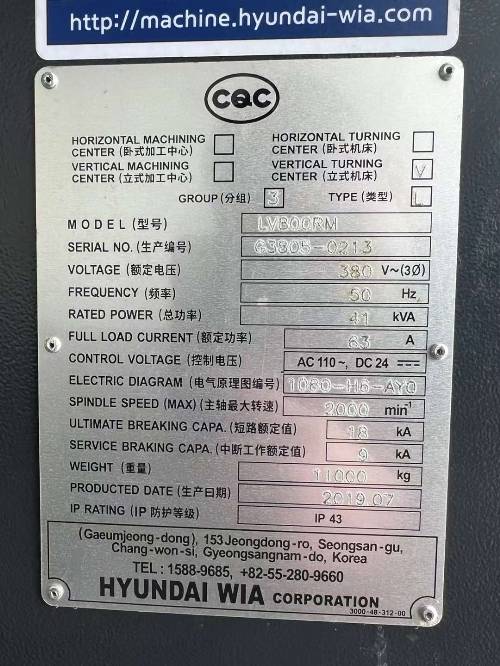 http://machine.hyundai-wia.com
CQC
HORIZONTAL MACHINING CENTER (卧式加工中心)
HORIZONTAL TURNING CENTER (卧式机床)
VERTICAL MACHINING CENTER (立式加工中心)
VERTICAL TURNING CENTER (立式机床) V
GROUP (分组) 3 TYPE (类型) L
MODEL (型号) LV800RM
SERIAL NO. (生产编号) G3805-0213
VOLTAGE (额定电压) 380 V~(3Ø)
FREQUENCY (频率) 50 Hz
RATED POWER (总功率) 41 kVA
FULL LOAD CURRENT (额定功率) 63 A
CONTROL VOLTAGE (控制电压) AC 110~, DC 24
ELECTRIC DIAGRAM (电气原理图编号) 1080-H6-AY0
SPINDLE SPEED (MAX) (主轴最大转速) 2000 min-1
ULTIMATE BREAKING CAPA. (短路额定值) 18 kA
SERVICE BRAKING CAPA. (中断工作额定值) 9 kA
WEIGHT (重量) 11000 kg
PRODUCTED DATE (生产日期) 2019.07
IP RATING (IP 防护等级) IP 43
(Gaeumjeong-dong), 153 Jeongdong-ro, Seongsan-gu,
Chang-won-si, Gyeongsangnam-do, Korea
TEL : 1588-9685, +82-55-280-9660
HYUNDAI WIA CORPORATION
3000-48-312-00